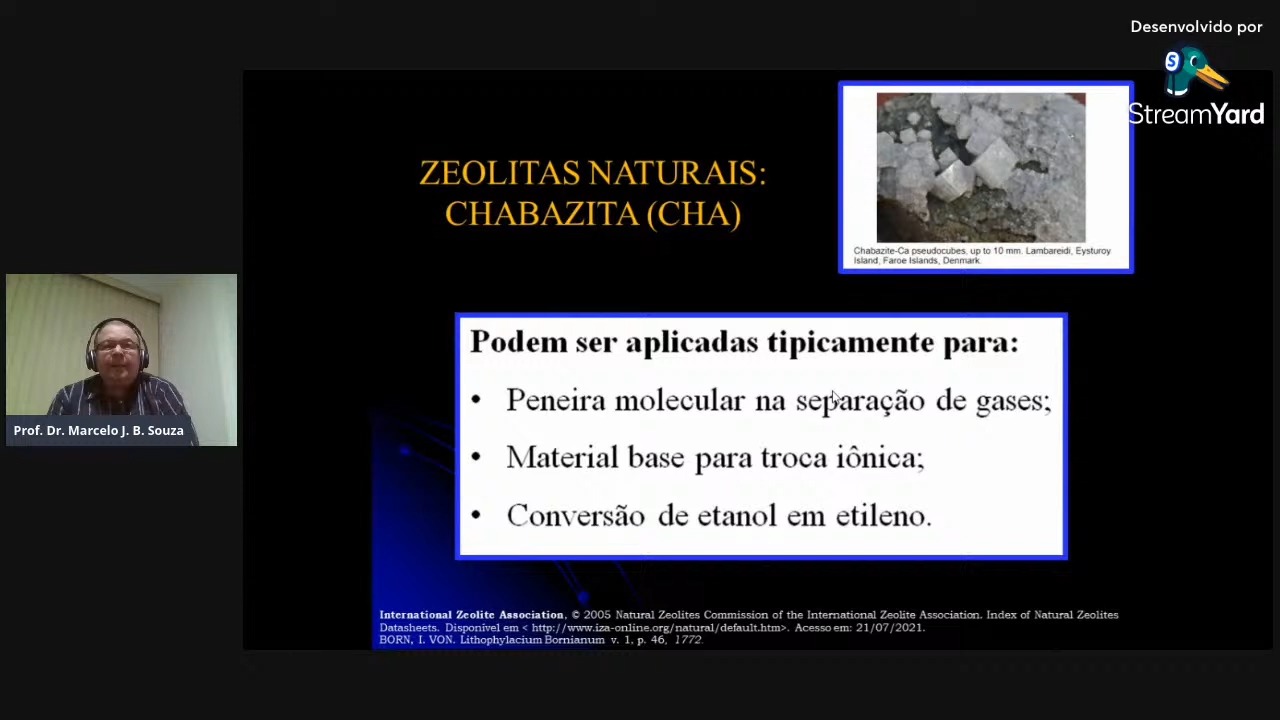 Desenvolvido por
StreamYard
ZEOLITAS NATURAIS:
CHABAZITA (CHA)
Chabazite-Ca pseudocubes, up to 10 mm. Lambareidi, Eysturoy
Island, Faroe Islands, Denmark.
Podem ser aplicadas tipicamente para:
• Peneira molecular na separação de gases;
• Material base para troca iônica;
• Conversão de etanol em etileno.
Prof. Dr. Marcelo J. B. Souza
International Zeolite Association, © 2005 Natural Zeolites Commission of the International Zeolite Association. Index of Natural Zeolites
Datasheets. Disponível em < http://www.iza-online.org/natural/default.htm>. Acesso em: 21/07/2021.
BORN, I. VON. Lithophylacium Bornianum v. 1, p. 46, 1772.